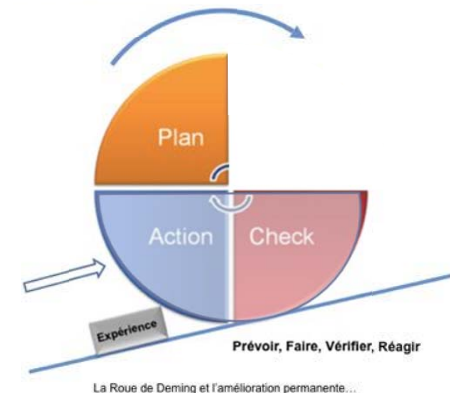 Plan
Action
Check
Expérience
Prévoir, Faire, Vérifier, Réagir
La Roue de Deming et l'amélioration permanente…